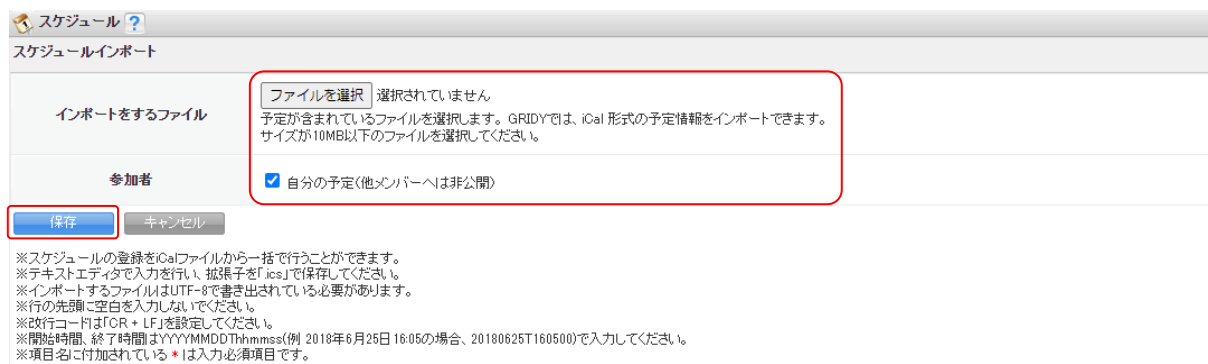 スケジュール ?
スケジュールインポート
インポートをするファイル
ファイルを選択 選択されていません
予定が含まれているファイルを選択します。GRIDYでは、iCal 形式の予定情報をインポートできます。
サイズが10MB以下のファイルを選択してください。
参加者
自分の予定(他メンバーへは非公開)
保存 キャンセル
※スケジュールの登録をiCalファイルから一括で行うことができます。
※テキストエディタで入力を行い、拡張子を「.ics」で保存してください。
※インポートするファイルはUTF-8で書き出されている必要があります。
※行の先頭に空白を入力しないでください。
※改行コードは「CR + LF」を設定してください。
※開始時間、終了時間はYYYYMMDDThhmmss(例 2018年6月25日 16:05の場合、20180625T160500)で入力してください。
※項目名に付加されている * は入力必須項目です。